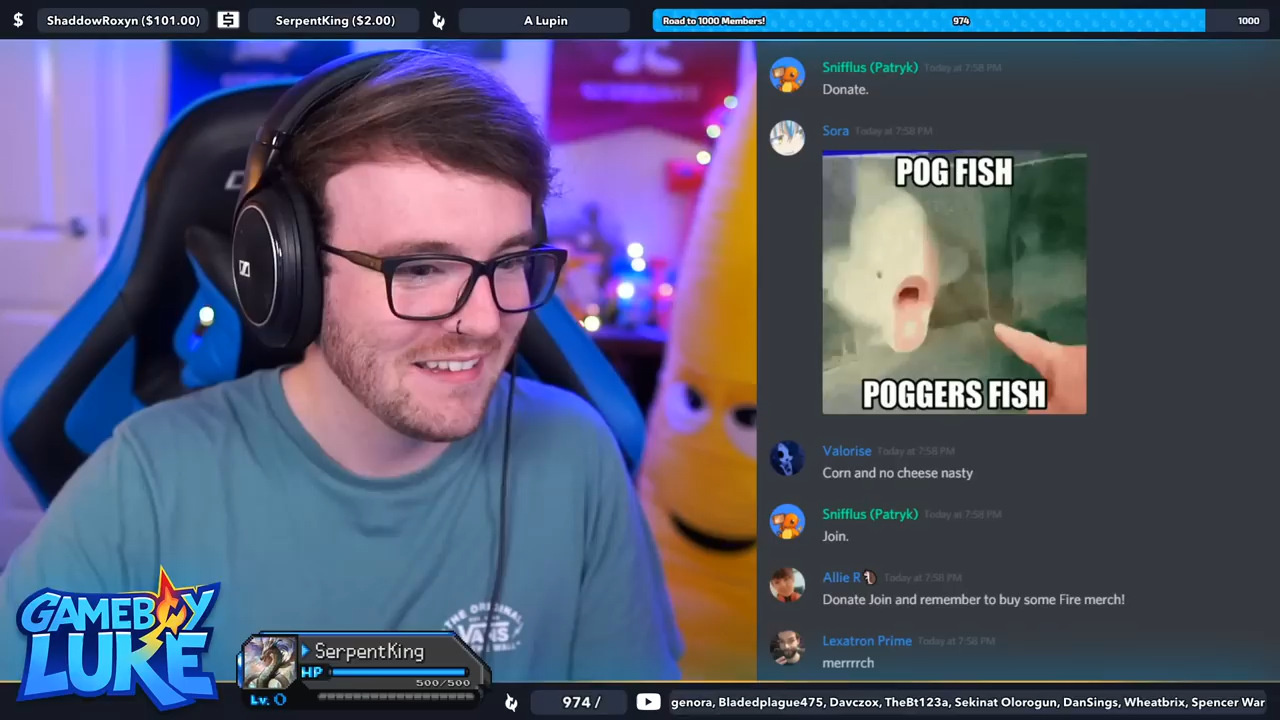 ShaddowRoxyn ($101.00)
SerpentKing ($2.00)
A Lupin
Road to 1000 Members!
974
1000
Snifflus (Patryk) Today at 7:58 PM
Donate.
Sora Today at 7:58 PM
POG FISH
POGGERS FISH
Valorise Today at 7:58 PM
Corn and no cheese nasty
Snifflus (Patryk) Today at 7:58 PM
Join.
Allie R Today at 7:58 PM
Donate Join and remember to buy some Fire merch!
Lexatron Prime Today at 7:58 PM
merrrrch
THE ORIGINAL
VANS
GAMEBOY
LUKE
SerpentKing
HP
500/500
Lv. 0
974 /
genora, Bladedplague475, Davczox, TheBt123a, Sekinat Olorogun, DanSings, Wheatbrix, Spencer War